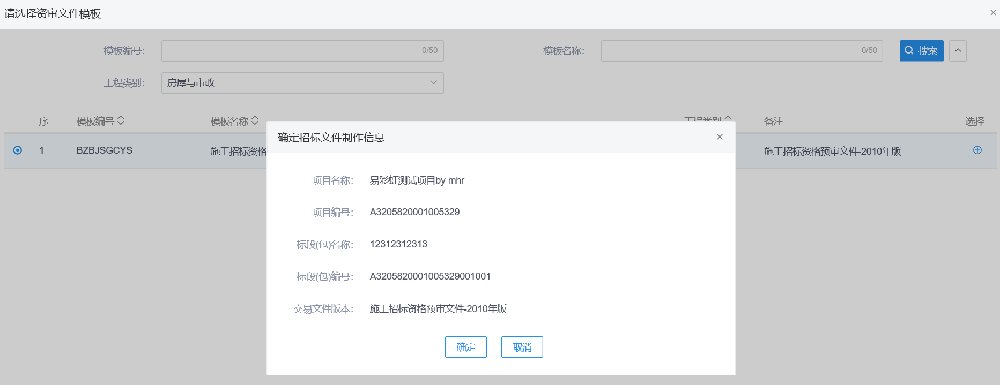 请选择资审文件模板
模板编号： 0/50 模板名称： 0/50 搜索
工程类别： 房屋与市政
序 模板编号 模板名称 工程类别 备注 选择
1 BZBJSGCYS 施工招标资格 施工招标资格预审文件-2010年版
确定招标文件制作信息
项目名称： 易彩虹测试项目by mhr
项目编号： A3205820001005329
标段(包)名称： 12312312313
标段(包)编号： A3205820001005329001001
交易文件版本： 施工招标资格预审文件-2010年版
确定 取消